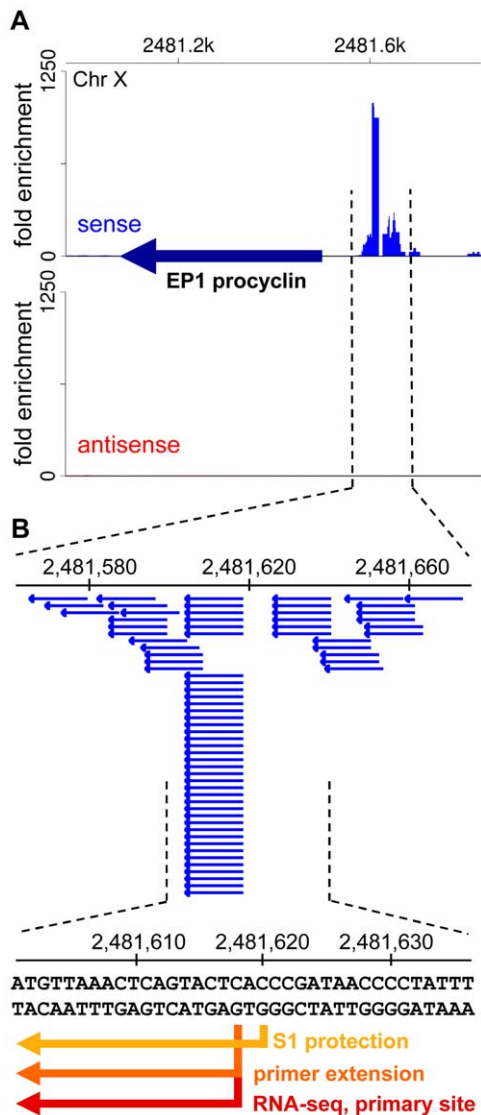 A
2481.2k 2481.6k
1250
Chr X
fold enrichment
sense
0
EP1 procyclin
1250
fold enrichment
antisense
0
B
2,481,580 2,481,620 2,481,660
2,481,610 2,481,620 2,481,630
ATGTTAAACTCAGTACTCACCCGATAACCCCTATTT
TACAATTTGAGTCATGAGTGGGCTATTGGGGATAAA
S1 protection
primer extension
RNA-seq, primary site